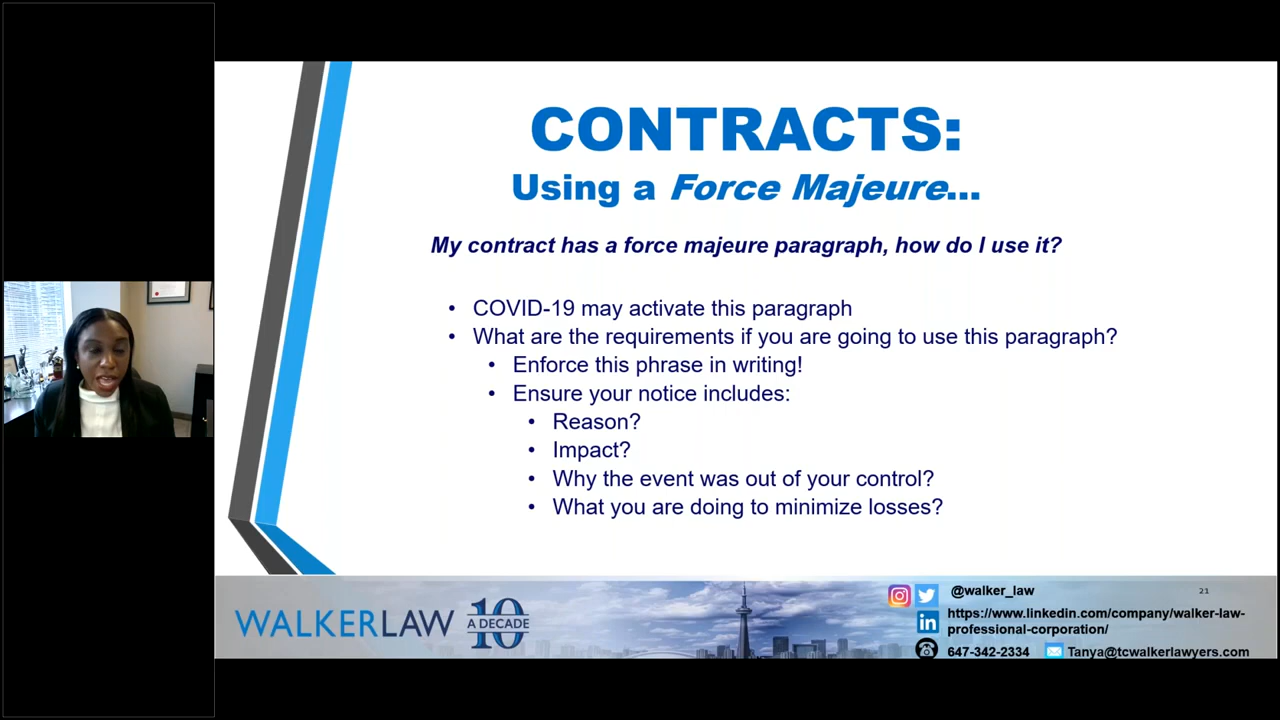 CONTRACTS:
Using a Force Majeure...
My contract has a force majeure paragraph, how do I use it?
• COVID-19 may activate this paragraph
• What are the requirements if you are going to use this paragraph?
• Enforce this phrase in writing!
• Ensure your notice includes:
• Reason?
• Impact?
• Why the event was out of your control?
• What you are doing to minimize losses?
WALKERLAW 10 A DECADE
@walker_law
21
https://www.linkedin.com/company/walker-law-
professional-corporation/
647-342-2334 Tanya@tcwalkerlawyers.com